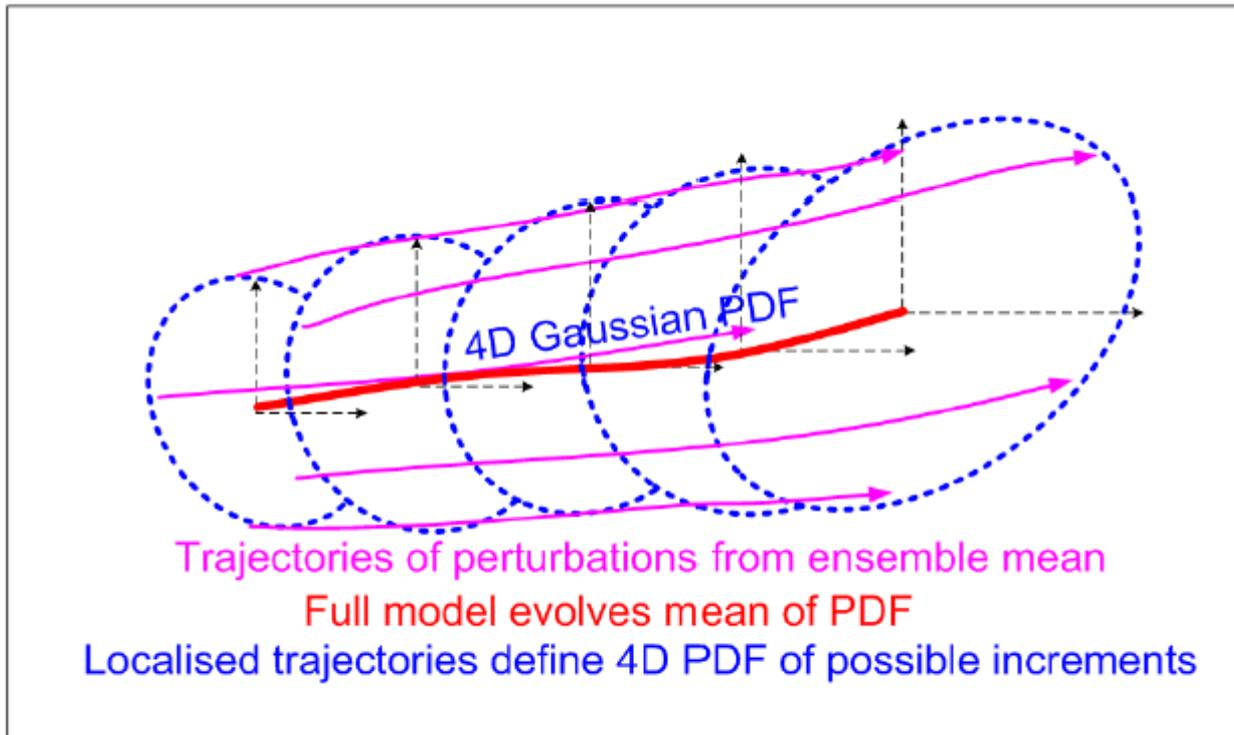 4D Gaussian PDF
Trajectories of perturbations from ensemble mean
Full model evolves mean of PDF
Localised trajectories define 4D PDF of possible increments